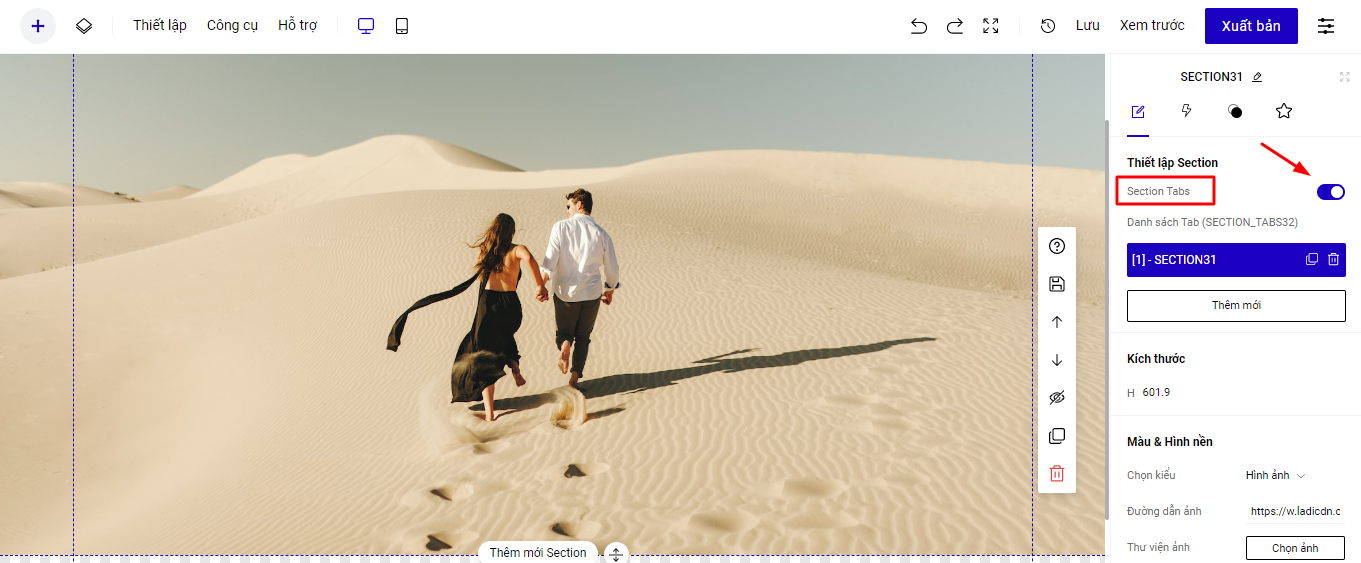 Thiết lập Công cụ Hỗ trợ Lưu Xem trước Xuất bản
SECTION31
Thiết lập Section
Section Tabs
Danh sách Tab (SECTION_TABS32)
[1] - SECTION31
Thêm mới
Kích thước
H 601.9
Màu & Hình nền
Chọn kiểu Hình ảnh
Đường dẫn ảnh https://w.ladicdn.c
Thư viện ảnh Chọn ảnh
Thêm mới Section